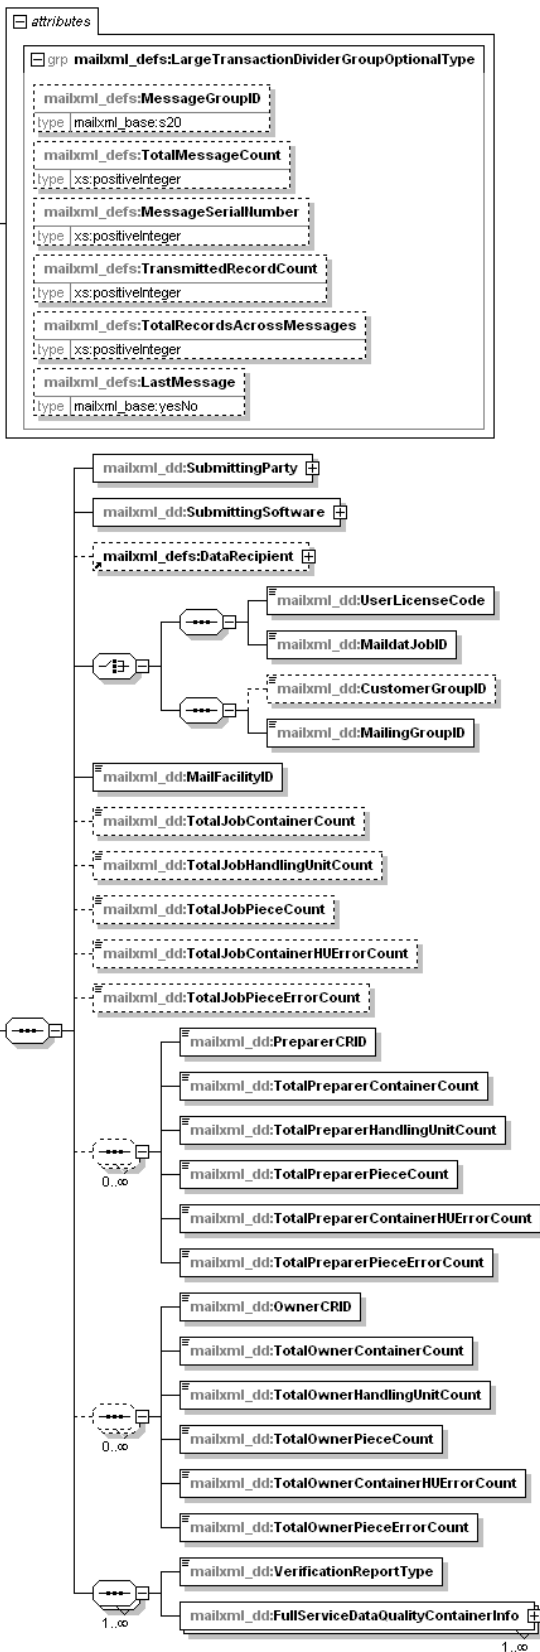 attributes
grp mailxml_defs:LargeTransactionDividerGroupOptionalType
mailxml_defs:MessageGroupID
type mailxml_base:s20
mailxml_defs:TotalMessageCount
type xs:positiveInteger
mailxml_defs:MessageSerialNumber
type xs:positiveInteger
mailxml_defs:TransmittedRecordCount
type xs:positiveInteger
mailxml_defs:TotalRecordsAcrossMessages
type xs:positiveInteger
mailxml_defs:LastMessage
type mailxml_base:yesNo
mailxml_dd:SubmittingParty
mailxml_dd:SubmittingSoftware
mailxml_defs:DataRecipient
mailxml_dd:UserLicenseCode
mailxml_dd:MaildatJobID
mailxml_dd:CustomerGroupID
mailxml_dd:MailingGroupID
mailxml_dd:MailFacilityID
mailxml_dd:TotalJobContainerCount
mailxml_dd:TotalJobHandlingUnitCount
mailxml_dd:TotalJobPieceCount
mailxml_dd:TotalJobContainerHUErrorCount
mailxml_dd:TotalJobPieceErrorCount
mailxml_dd:PreparerCRID
mailxml_dd:TotalPreparerContainerCount
mailxml_dd:TotalPreparerHandlingUnitCount
mailxml_dd:TotalPreparerPieceCount
0..∞
mailxml_dd:TotalPreparerContainerHUErrorCount
mailxml_dd:TotalPreparerPieceErrorCount
mailxml_dd:OwnerCRID
mailxml_dd:TotalOwnerContainerCount
mailxml_dd:TotalOwnerHandlingUnitCount
mailxml_dd:TotalOwnerPieceCount
0..∞
mailxml_dd:TotalOwnerContainerHUErrorCount
mailxml_dd:TotalOwnerPieceErrorCount
mailxml_dd:VerificationReportType
mailxml_dd:FullServiceDataQualityContainerInfo
1..∞
1..∞